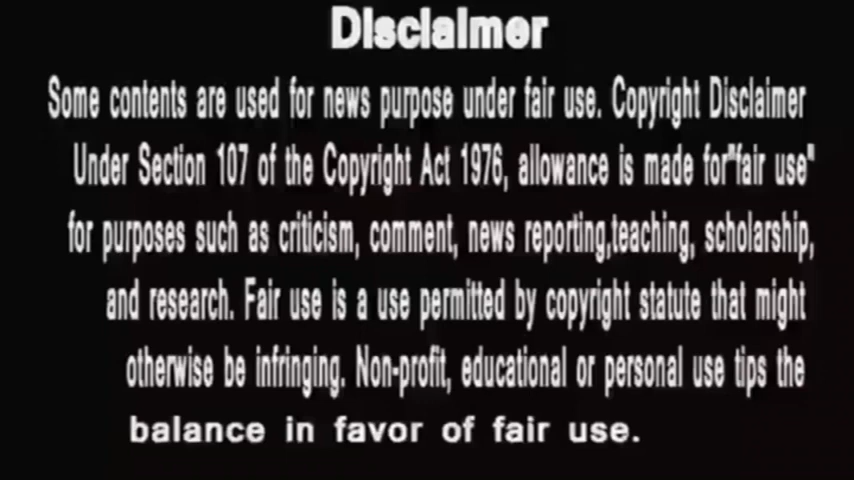 Disclaimer
Some contents are used for news purpose under fair use. Copyright Disclaimer
Under Section 107 of the Copyright Act 1976, allowance is made for"fair use"
for purposes such as criticism, comment, news reporting,teaching, scholarship,
and research. Fair use is a use permitted by copyright statute that might
otherwise be infringing. Non-profit, educational or personal use tips the
balance in favor of fair use.